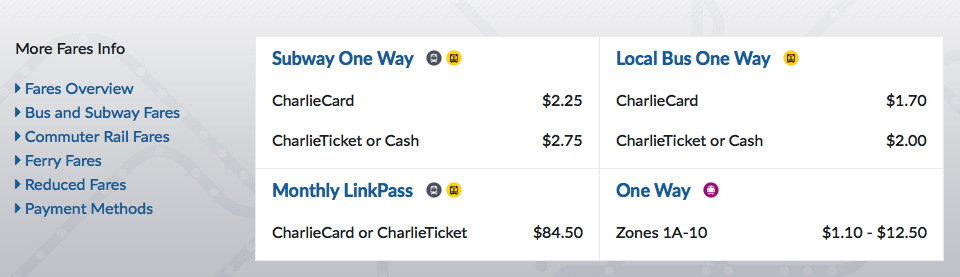 More Fares Info
Fares Overview
Bus and Subway Fares
Commuter Rail Fares
Ferry Fares
Reduced Fares
Payment Methods
Subway One Way
CharlieCard $2.25
CharlieTicket or Cash $2.75
Local Bus One Way
CharlieCard $1.70
CharlieTicket or Cash $2.00
Monthly LinkPass
CharlieCard or CharlieTicket $84.50
One Way
Zones 1A-10 $1.10 - $12.50